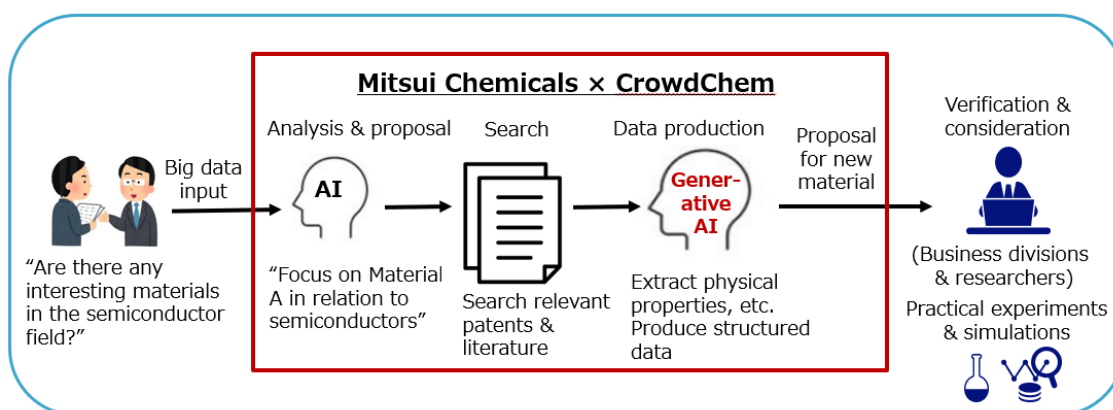 Mitsui Chemicals × CrowdChem
"Are there any
interesting materials
in the semiconductor
field?"
Big data
input
Analysis & proposal
AI
"Focus on Material
A in relation to
semiconductors"
Search
Search relevant
patents &
literature
Data production
Gener-
ative
AI
Extract physical
properties, etc.
Produce structured
data
Proposal
for new
material
Verification &
consideration
(Business divisions
& researchers)
Practical experiments
& simulations